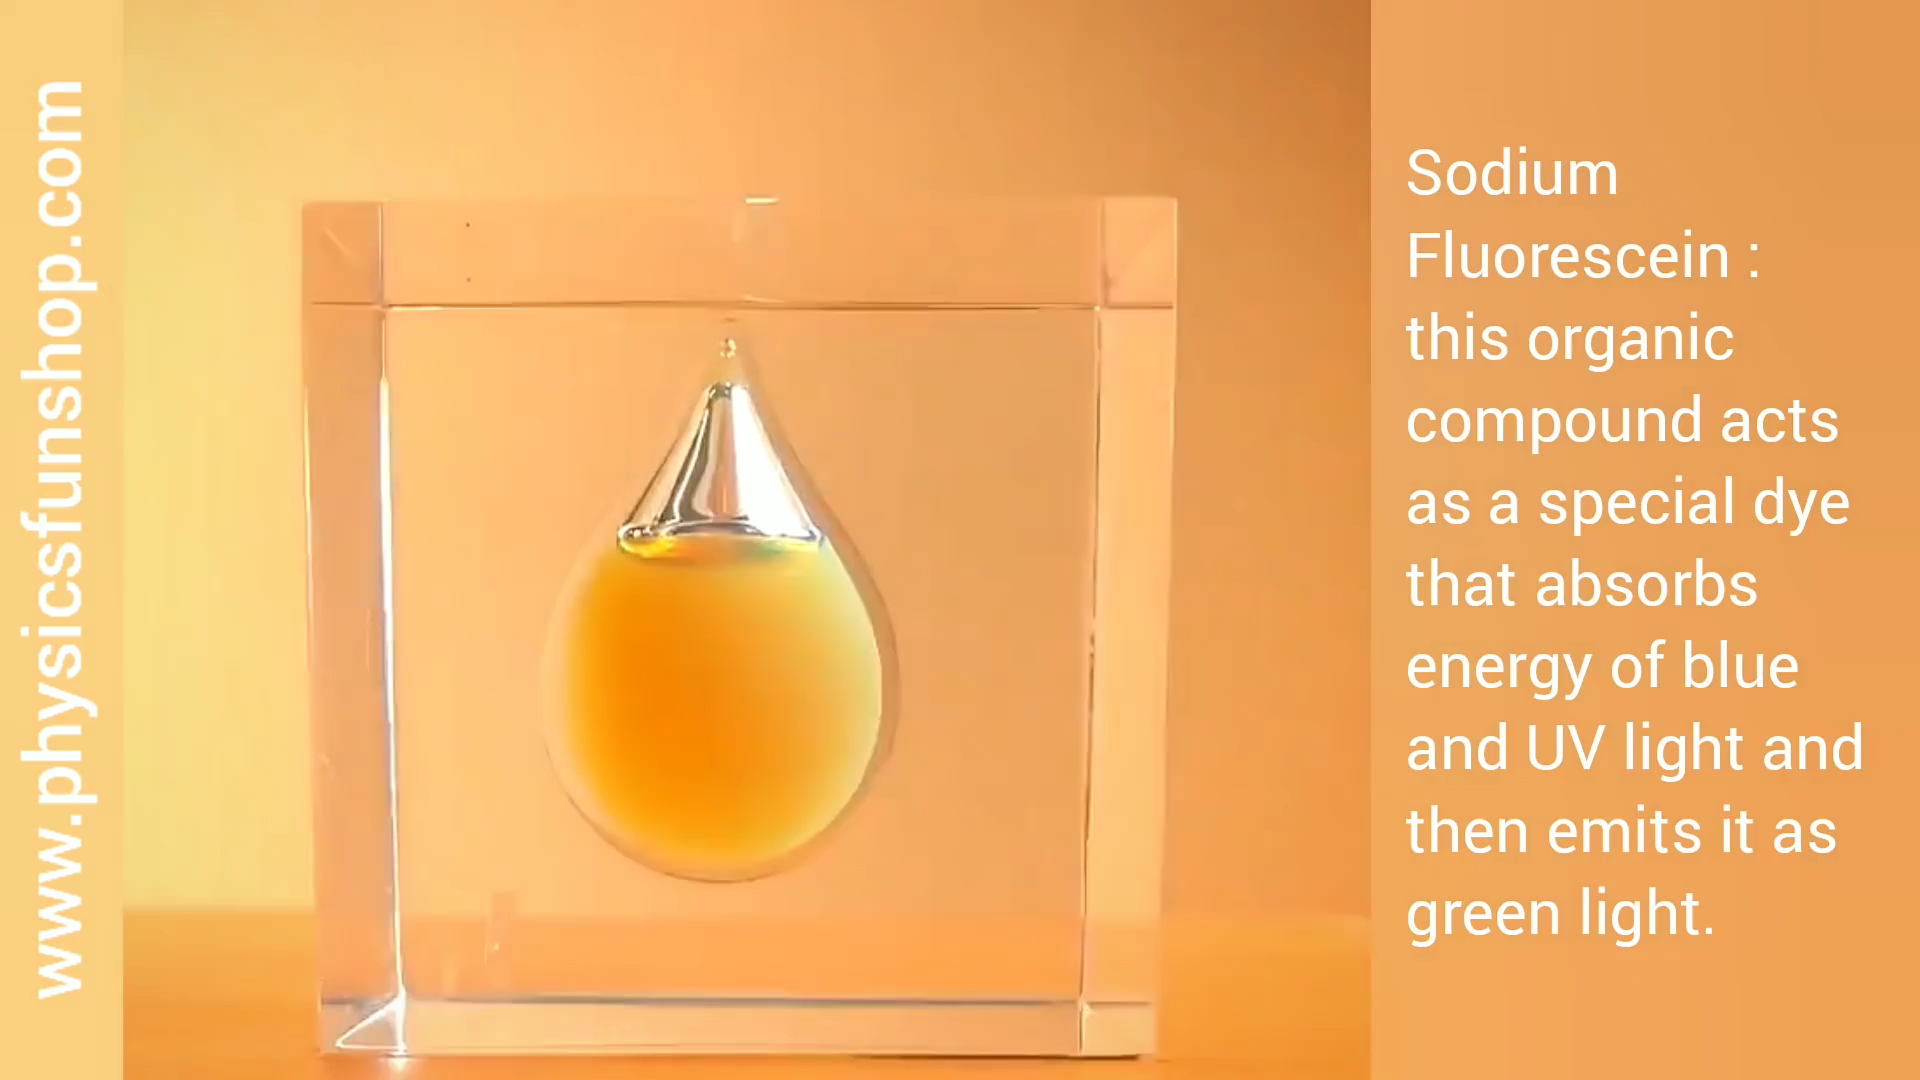 www.physicsfunshop.com
Sodium
Fluorescein :
this organic
compound acts
as a special dye
that absorbs
energy of blue
and UV light and
then emits it as
green light.